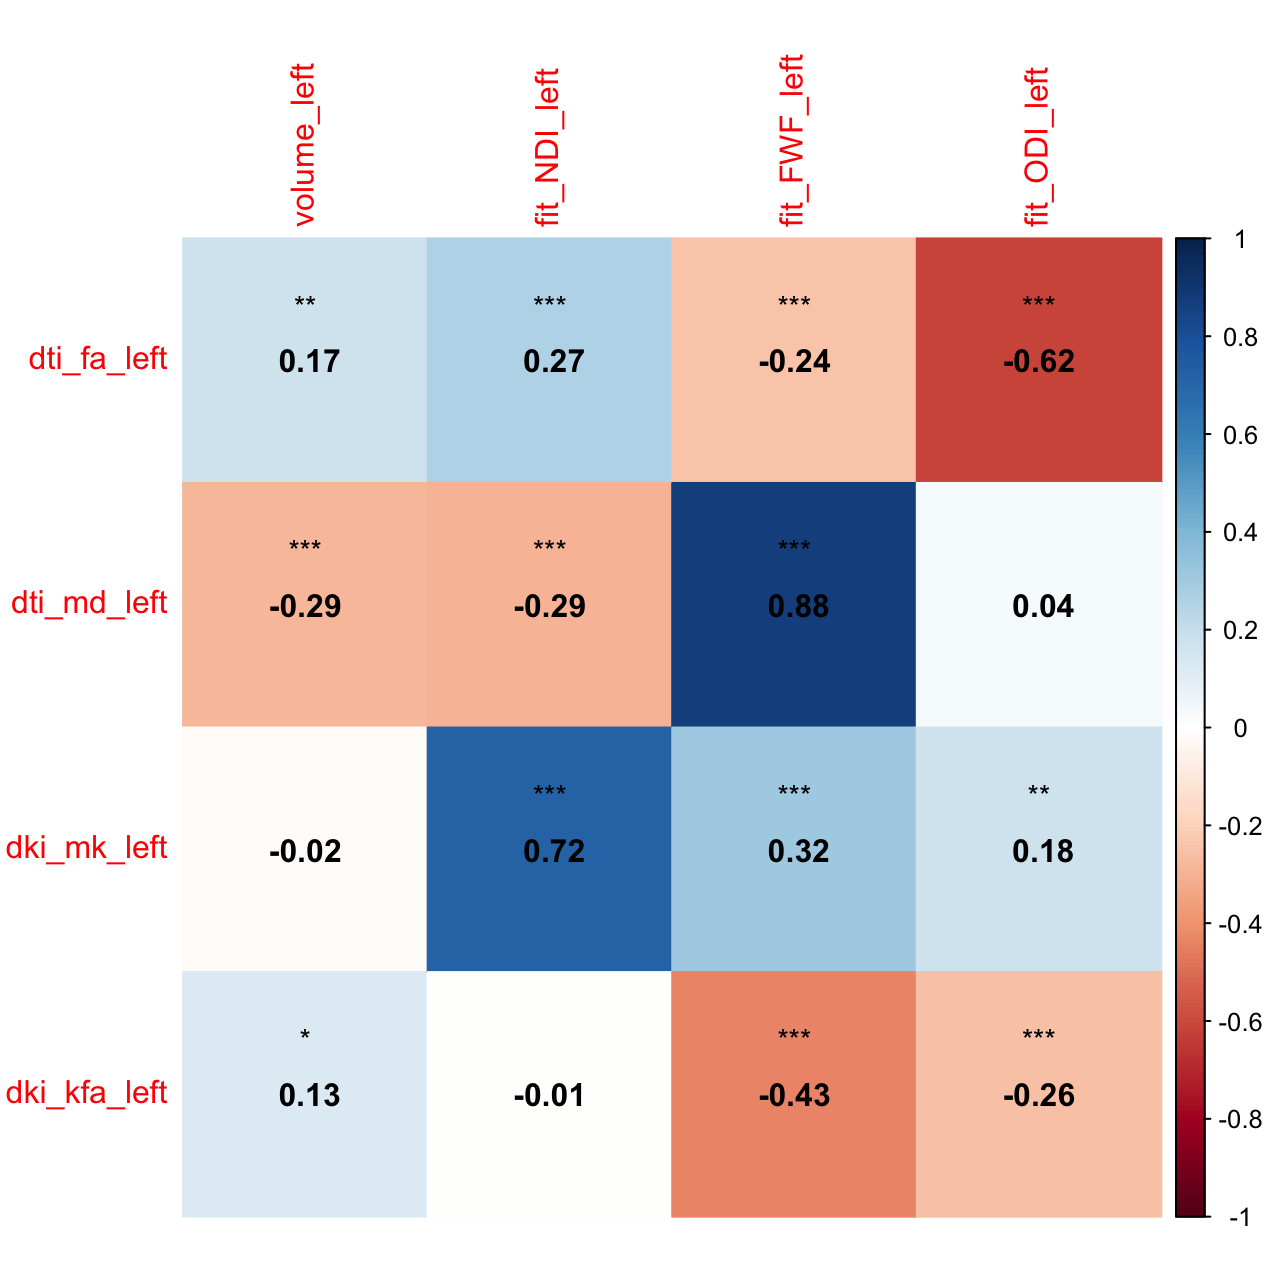 volume_left
fit_NDI_left
fit_FWF_left
fit_ODI_left
dti_fa_left
** *** *** ***
0.17 0.27 -0.24 -0.62
dti_md_left
*** *** ***
-0.29 -0.29 0.88 0.04
dki_mk_left
*** *** **
-0.02 0.72 0.32 0.18
dki_kfa_left
* *** ***
0.13 -0.01 -0.43 -0.26
1
0.8
0.6
0.4
0.2
0
-0.2
-0.4
-0.6
-0.8
-1